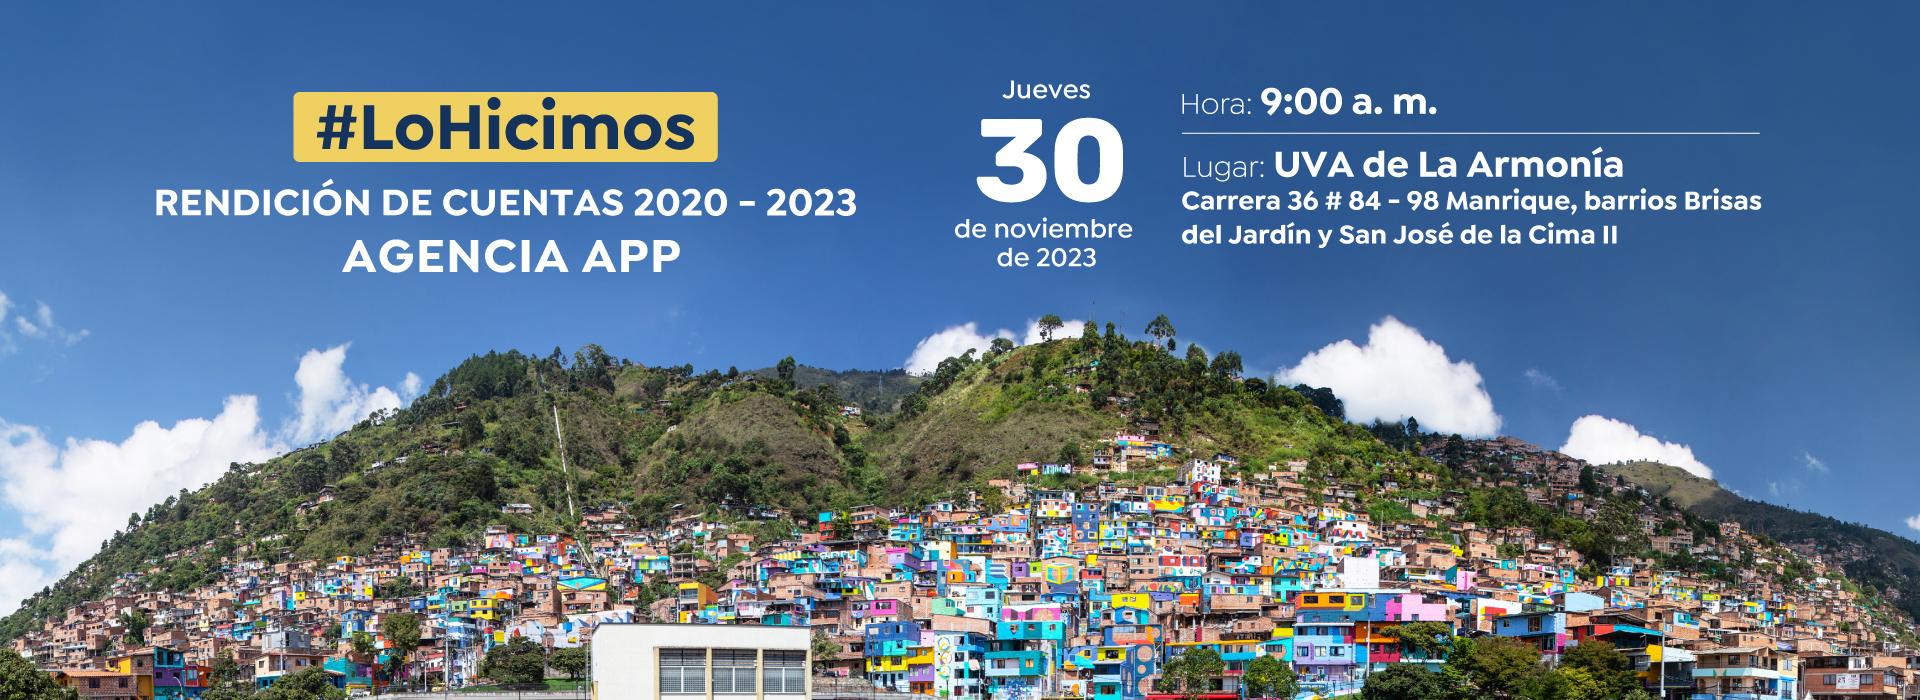 #LoHicimos
RENDICIÓN DE CUENTAS 2020 - 2023
AGENCIA APP
Jueves
30
de noviembre
de 2023
Hora: 9:00 a. m.
Lugar: UVA de La Armonía
Carrera 36 # 84 - 98 Manrique, barrios Brisas
del Jardín y San José de la Cima II